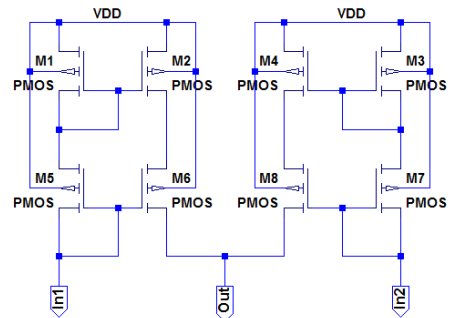 VDD VDD
M1 M2 M4 M3
PMOS PMOS PMOS PMOS
M5 M6 M8 M7
PMOS PMOS PMOS PMOS
In1 Out In2